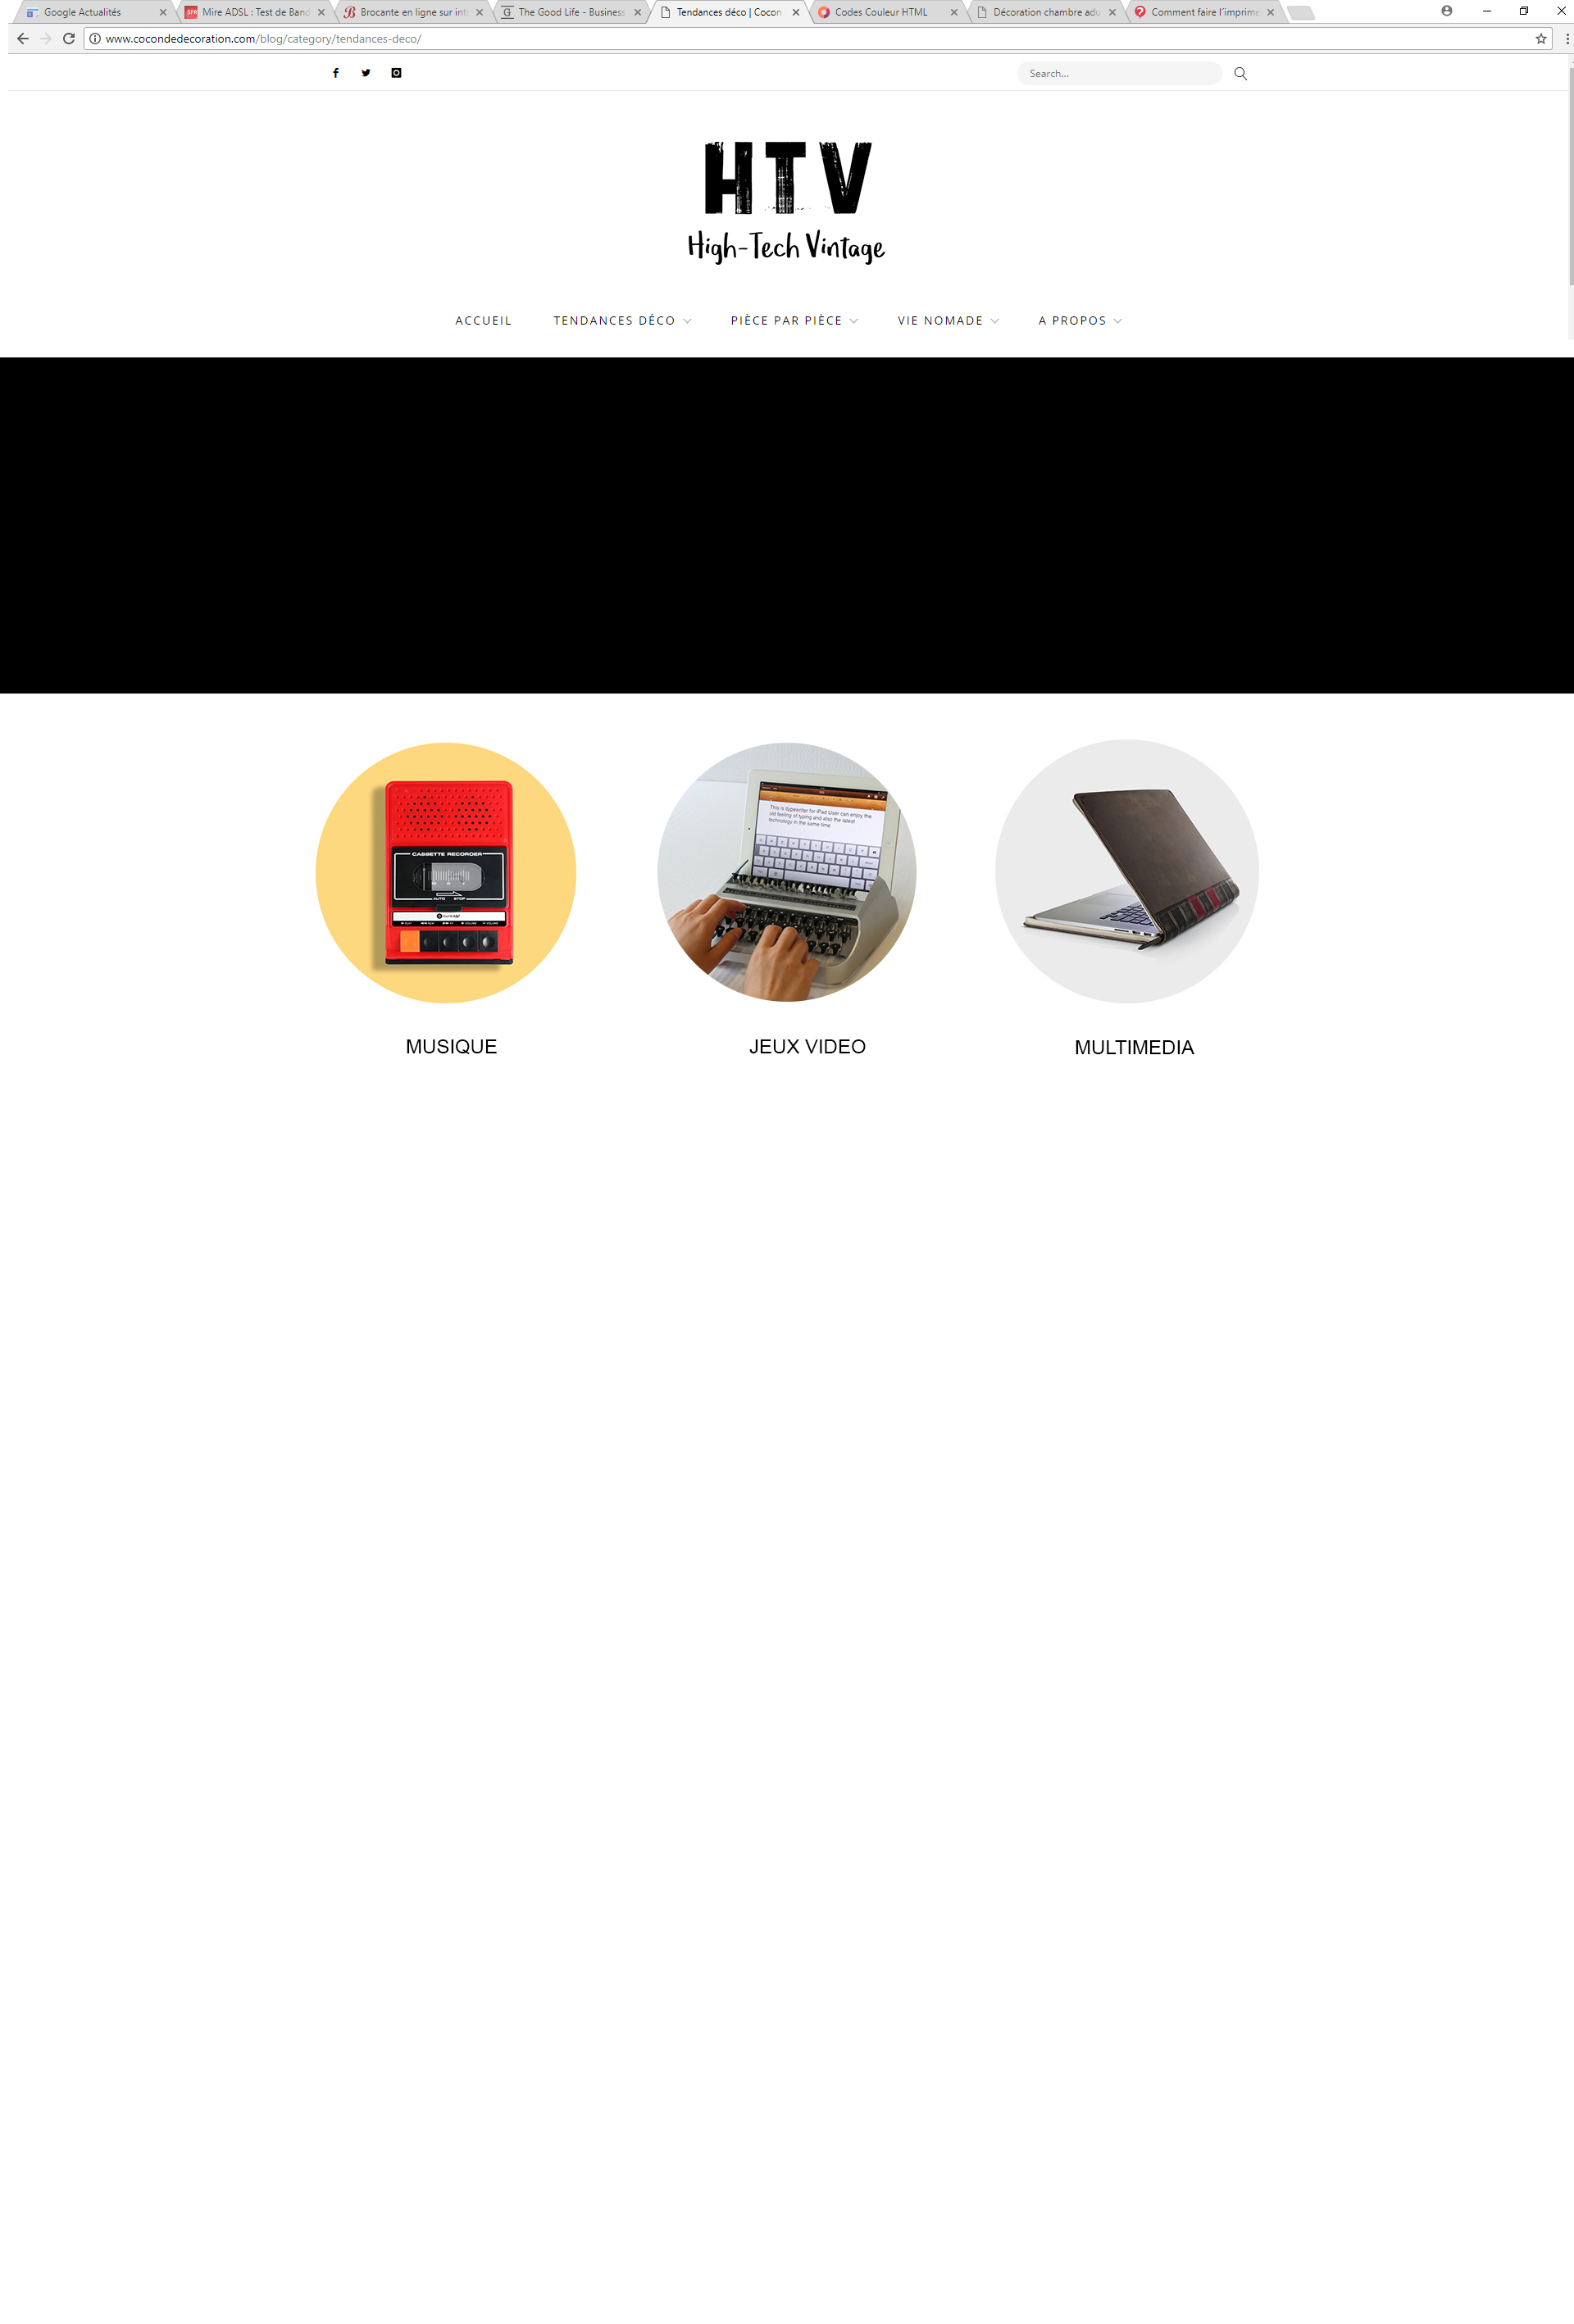 Google Actualités
Mire ADSL : Test de Band
Brocante en ligne sur int
The Good Life - Business
Tendances déco | Cocon
Codes Couleur HTML
Décoration chambre adu
Comment faire l'imprime
www.cocondedecoration.com/blog/category/tendances-deco/
Search...
HTV
High-Tech Vintage
ACCUEIL
TENDANCES DÉCO
PIÈCE PAR PIÈCE
VIE NOMADE
A PROPOS
CASSETTE RECORDER
AUTO STOP
This is itypewriter for iPad User can enjoy the
old feeling of typing and also the latest
technology in the same time
MUSIQUE
JEUX VIDEO
MULTIMEDIA